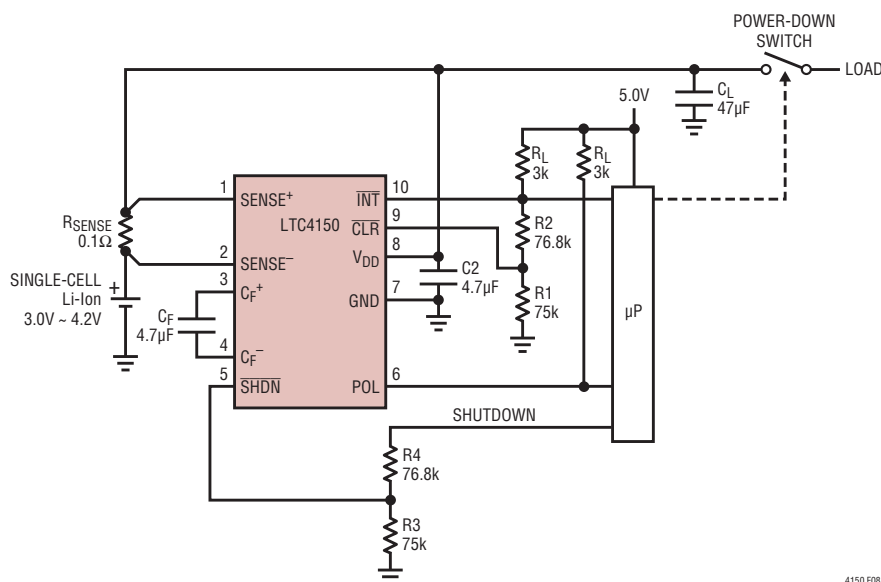 POWER-DOWN
SWITCH
LOAD
CL
47µF
5.0V
RL
3k
RL
3k
1
SENSE+
LTC4150
I̅N̅T̅
10
C̅L̅R̅
9
RSENSE
0.1Ω
2
SENSE−
VDD
8
R2
76.8k
SINGLE-CELL
Li-Ion
3.0V ~ 4.2V
+
3
CF+
GND
7
C2
4.7µF
R1
75k
µP
CF
4.7µF
4
CF−
5
S̅H̅D̅N̅
POL
6
SHUTDOWN
R4
76.8k
R3
75k
4150 F08